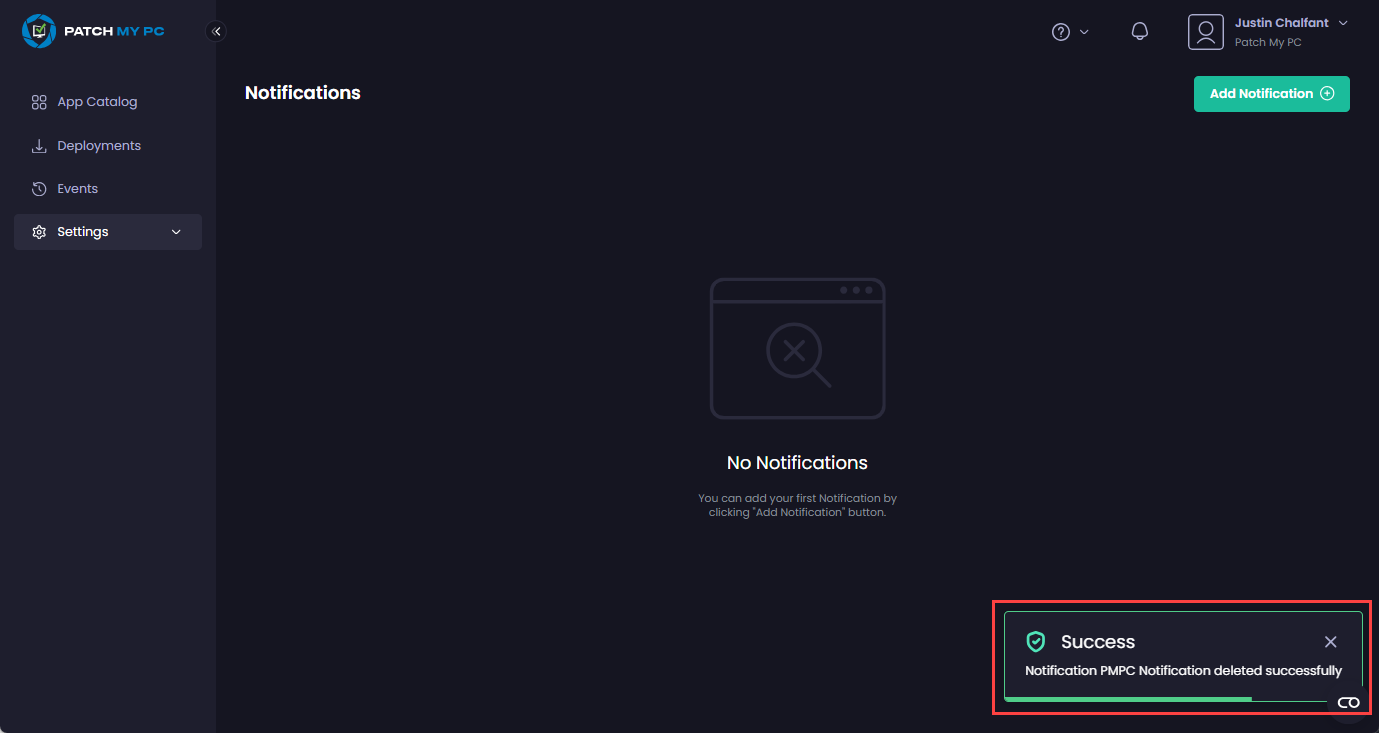 PATCH MY PC
Justin Chalfant
Patch My PC
Notifications
Add Notification
App Catalog
Deployments
Events
Settings
No Notifications
You can add your first Notification by
clicking "Add Notification" button.
Success
Notification PMPC Notification deleted successfully